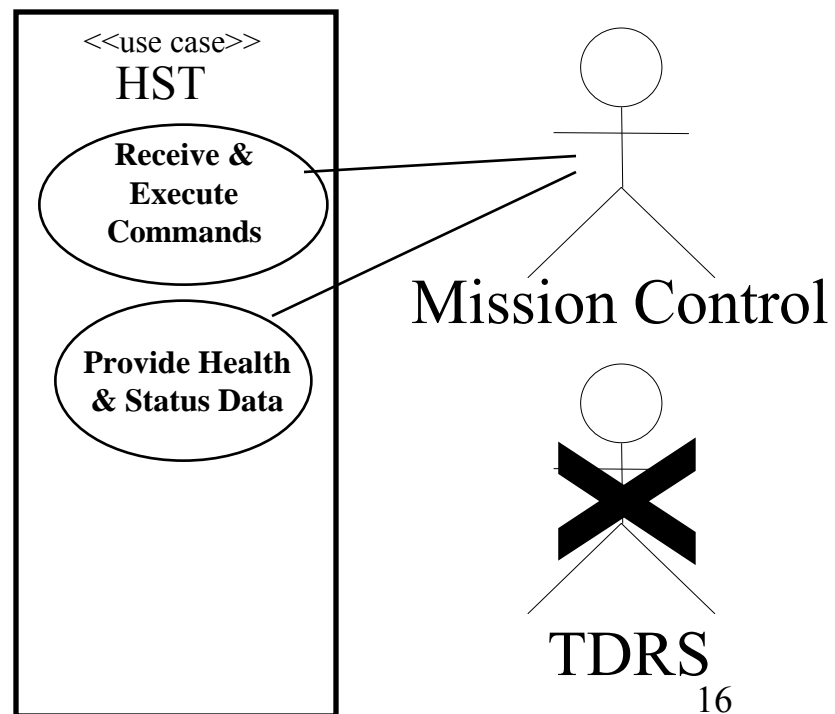 <<use case>>
HST
Receive &
Execute
Commands
Provide Health
& Status Data
Mission Control
TDRS
16